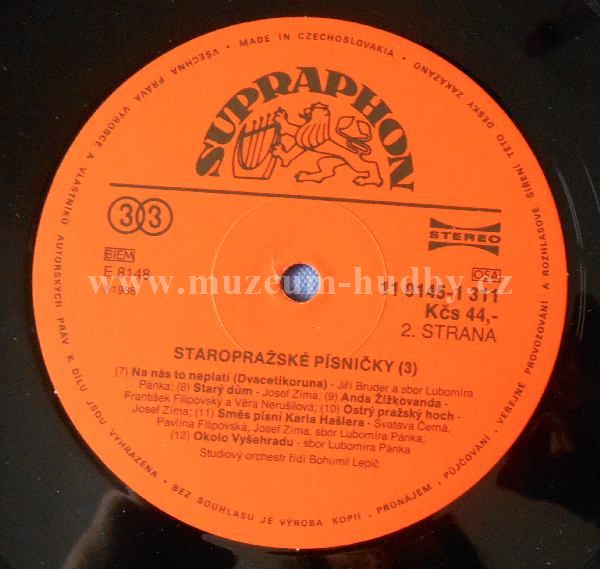 • MADE IN CZECHOSLOVAKIA • VŠECHNA PRÁVA VÝROBCE A VLASTNÍKŮ AUTORSKÝCH PRÁV K DÍLU JSOU VYHRAZENA • BEZ SOUHLASU JE VÝROBA KOPIÍ, PRONÁJEM, PŮJČOVÁNÍ, VEŘEJNÉ PROVOZOVÁNÍ A ROZHLASOVÉ ŠÍŘENÍ TÉTO DESKY ZAKÁZÁNO
SUPRAPHON
33
STEREO
BIEM
OSA
E 8148
11 0145-1 311
www.muzeum-hudby.cz
Kčs 44,-
2. STRANA
STAROPRAŽSKÉ PÍSNIČKY (3)
(7) Na nás to neplatí (Dvacetikoruna) - Jiří Bruder a sbor Lubomíra
Pánka; (8) Starý dům - Josef Zíma; (9) Anda Žižkovanda -
František Filipovský a Věra Nerušilová; (10) Ostrý pražský hoch -
Josef Zíma; (11) Směs písní Karla Hašlera - Svatava Černá,
Pavlína Filipovská, Josef Zíma, sbor Lubomíra Pánka;
(12) Okolo Vyšehradu - sbor Lubomíra Pánka
Studiový orchestr řídí Bohumil Lepič